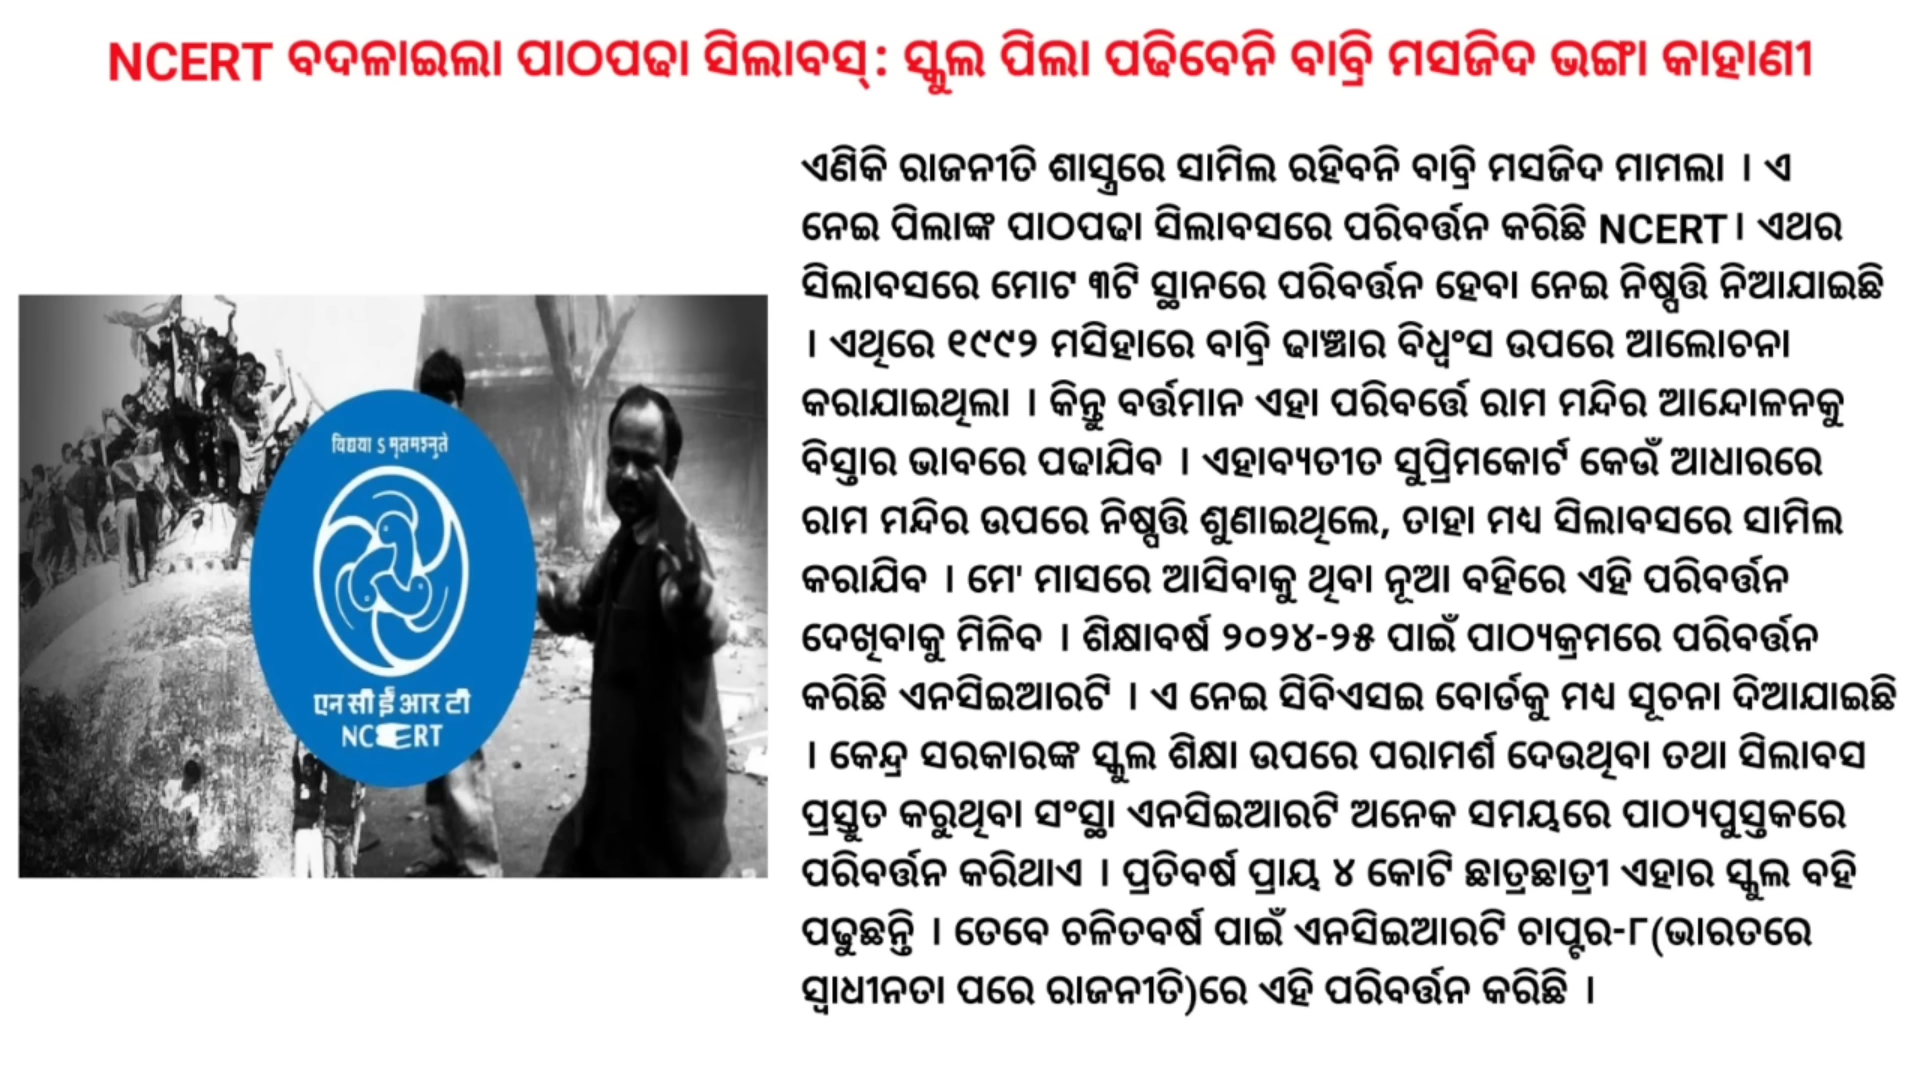 NCERT ବଦଳାଇଲା ପାଠପଢା ସିଲାବସ୍: ସ୍କୁଲ ପିଲା ପଢିବେନି ବାବ୍ରି ମସଜିଦ ଭଙ୍ଗା କାହାଣୀ
ଏଣିକି ରାଜନୀତି ଶାସ୍ତ୍ରରେ ସାମିଲ ରହିବନି ବାବ୍ରି ମସଜିଦ ମାମଲା । ଏ
ନେଇ ପିଲାଙ୍କ ପାଠପଢା ସିଲାବସରେ ପରିବର୍ତ୍ତନ କରିଛି NCERT। ଏଥର
ସିଲାବସରେ ମୋଟ ୩ଟି ସ୍ଥାନରେ ପରିବର୍ତ୍ତନ ହେବା ନେଇ ନିଷ୍ପତ୍ତି ନିଆଯାଇଛି
। ଏଥିରେ ୧୯୯୨ ମସିହାରେ ବାବ୍ରି ଢାଞ୍ଚାର ବିଧ୍ୱଂସ ଉପରେ ଆଲୋଚନା
କରାଯାଇଥିଲା । କିନ୍ତୁ ବର୍ତ୍ତମାନ ଏହା ପରିବର୍ତ୍ତେ ରାମ ମନ୍ଦିର ଆନ୍ଦୋଳନକୁ
ବିସ୍ତାର ଭାବରେ ପଢାଯିବ । ଏହାବ୍ୟତୀତ ସୁପ୍ରିମକୋର୍ଟ କେଉଁ ଆଧାରରେ
ରାମ ମନ୍ଦିର ଉପରେ ନିଷ୍ପତ୍ତି ଶୁଣାଇଥିଲେ, ତାହା ମଧ୍ୟ ସିଲାବସରେ ସାମିଲ
କରାଯିବ । ମେ' ମାସରେ ଆସିବାକୁ ଥିବା ନୂଆ ବହିରେ ଏହି ପରିବର୍ତ୍ତନ
ଦେଖିବାକୁ ମିଳିବ । ଶିକ୍ଷାବର୍ଷ ୨୦୨୪-୨୫ ପାଇଁ ପାଠ୍ୟକ୍ରମରେ ପରିବର୍ତ୍ତନ
କରିଛି ଏନସିଇଆରଟି । ଏ ନେଇ ସିବିଏସଇ ବୋର୍ଡକୁ ମଧ୍ୟ ସୂଚନା ଦିଆଯାଇଛି
। କେନ୍ଦ୍ର ସରକାରଙ୍କ ସ୍କୁଲ ଶିକ୍ଷା ଉପରେ ପରାମର୍ଶ ଦେଉଥିବା ତଥା ସିଲାବସ
ପ୍ରସ୍ତୁତ କରୁଥିବା ସଂସ୍ଥା ଏନସିଇଆରଟି ଅନେକ ସମୟରେ ପାଠ୍ୟପୁସ୍ତକରେ
ପରିବର୍ତ୍ତନ କରିଥାଏ । ପ୍ରତିବର୍ଷ ପ୍ରାୟ ୪ କୋଟି ଛାତ୍ରଛାତ୍ରୀ ଏହାର ସ୍କୁଲ ବହି
ପଢୁଛନ୍ତି । ତେବେ ଚଳିତବର୍ଷ ପାଇଁ ଏନସିଇଆରଟି ଚାପ୍ଟର-୮(ଭାରତରେ
ସ୍ୱାଧୀନତା ପରେ ରାଜନୀତି)ରେ ଏହି ପରିବର୍ତ୍ତନ କରିଛି ।
विद्यया ऽ मृतमश्नुते
एन सी ई आर टी
NCERT